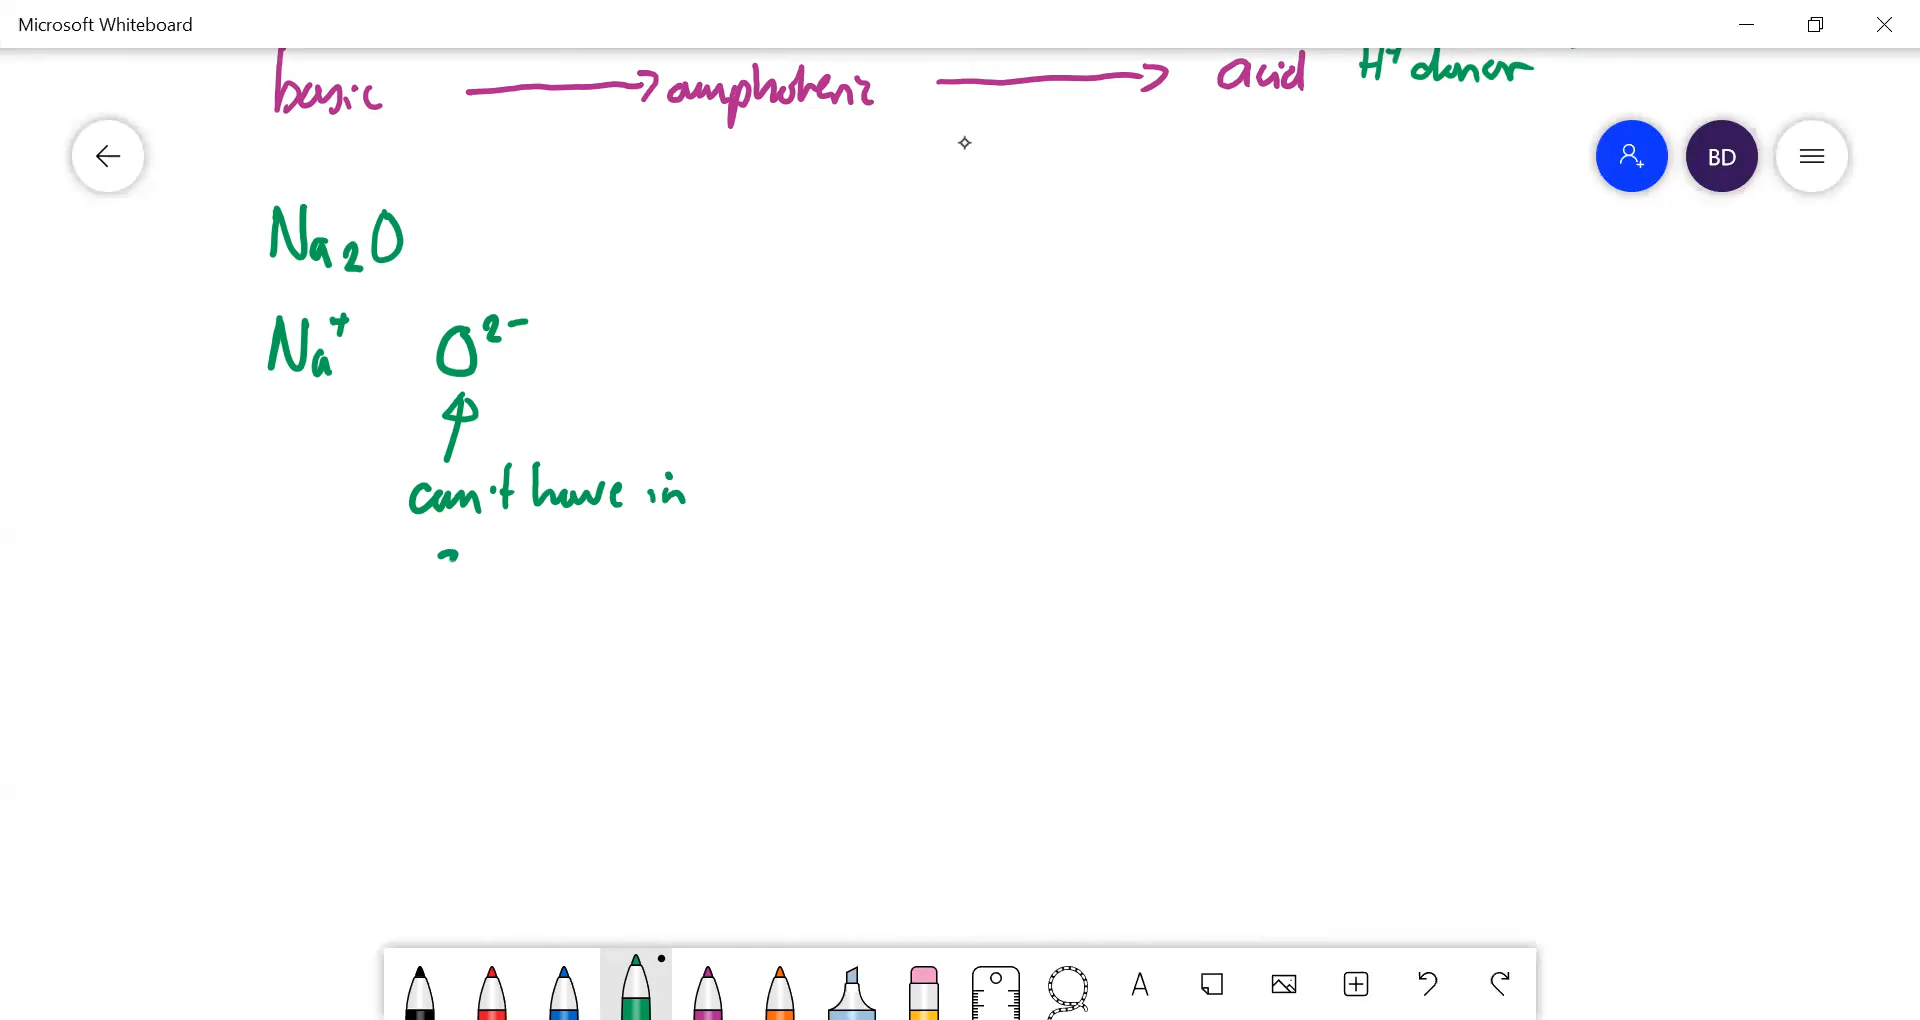 Microsoft Whiteboard
basic → amphoteric → acid H⁺ donor
BD
Na₂O
Na⁺ O²⁻
can't have in
A